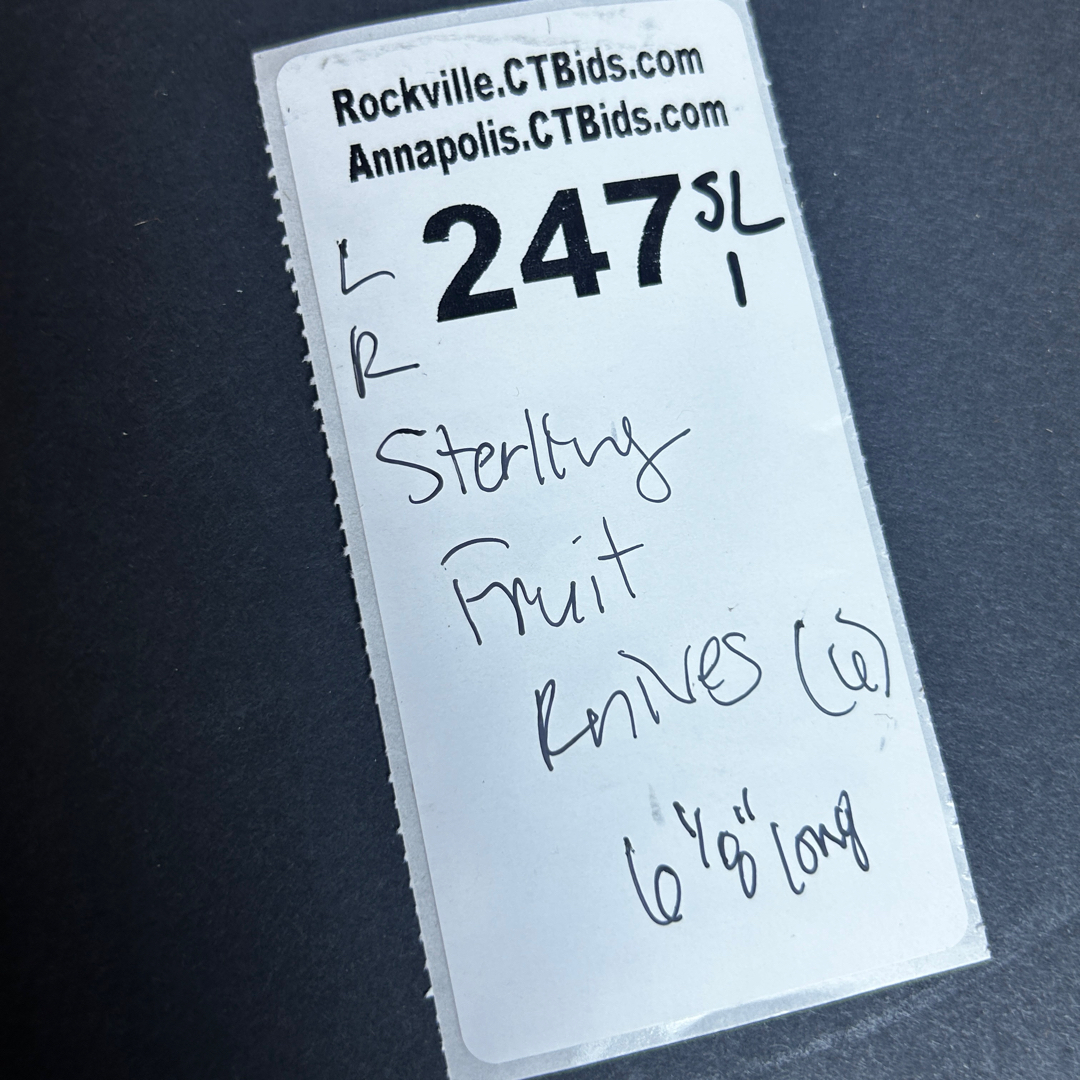 Rockville.CTBids.com
Annapolis.CTBids.com
247 SL
1
L
R
Sterling
Fruit
Knives (6)
6 1/8" long